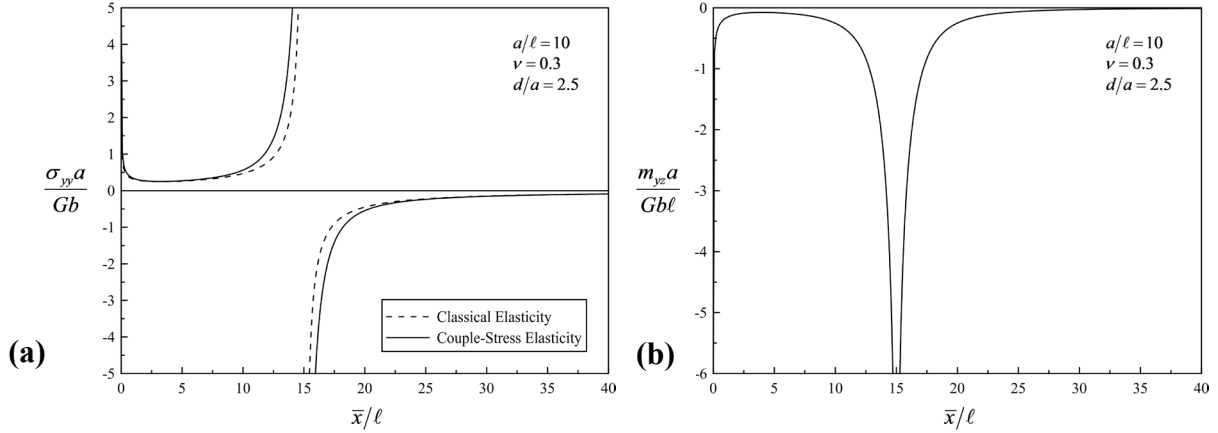 5
4
3
2
1
0
-1
-2
-3
-4
-5
σyy a
Gb
a/ℓ = 10
ν = 0.3
d/a = 2.5
Classical Elasticity
Couple-Stress Elasticity
0 5 10 15 20 25 30 35 40
x̅/ℓ
(a)
0
-1
-2
-3
-4
-5
-6
myz a
Gbℓ
a/ℓ = 10
ν = 0.3
d/a = 2.5
0 5 10 15 20 25 30 35 40
x̅/ℓ
(b)